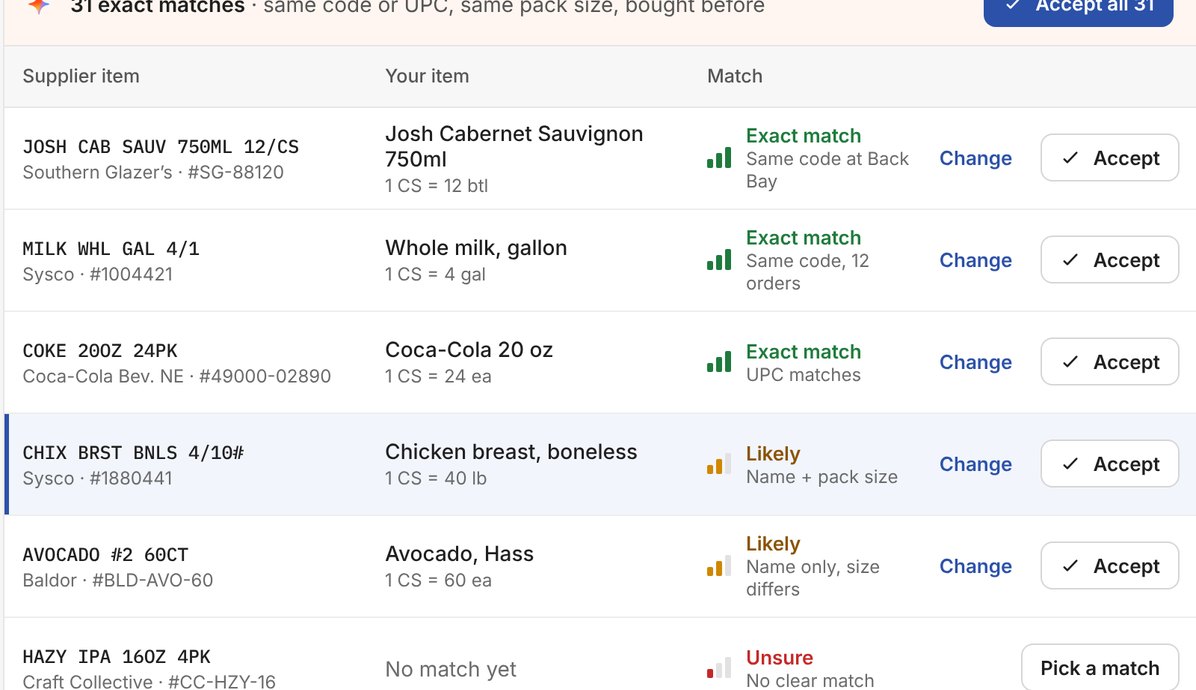 31 exact matches · same code or UPC, same pack size, bought before
Accept all 31
Supplier item
Your item
Match
JOSH CAB SAUV 750ML 12/CS
Southern Glazer's · #SG-88120
Josh Cabernet Sauvignon
750ml
1 CS = 12 btl
Exact match
Same code at Back
Bay
Change
Accept
MILK WHL GAL 4/1
Sysco · #1004421
Whole milk, gallon
1 CS = 4 gal
Exact match
Same code, 12
orders
Change
Accept
COKE 20OZ 24PK
Coca-Cola Bev. NE · #49000-02890
Coca-Cola 20 oz
1 CS = 24 ea
Exact match
UPC matches
Change
Accept
CHIX BRST BNLS 4/10#
Sysco · #1880441
Chicken breast, boneless
1 CS = 40 lb
Likely
Name + pack size
Change
Accept
AVOCADO #2 60CT
Baldor · #BLD-AVO-60
Avocado, Hass
1 CS = 60 ea
Likely
Name only, size
differs
Change
Accept
HAZY IPA 16OZ 4PK
Craft Collective · #CC-HZY-16
No match yet
Unsure
No clear match
Pick a match